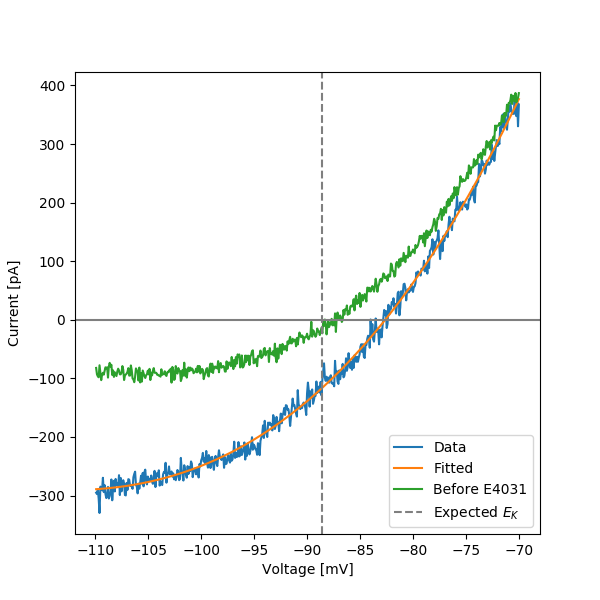 400
300
200
100
0
−100
−200
−300
Current [pA]
−110 −105 −100 −95 −90 −85 −80 −75 −70
Voltage [mV]
Data
Fitted
Before E4031
Expected E_K